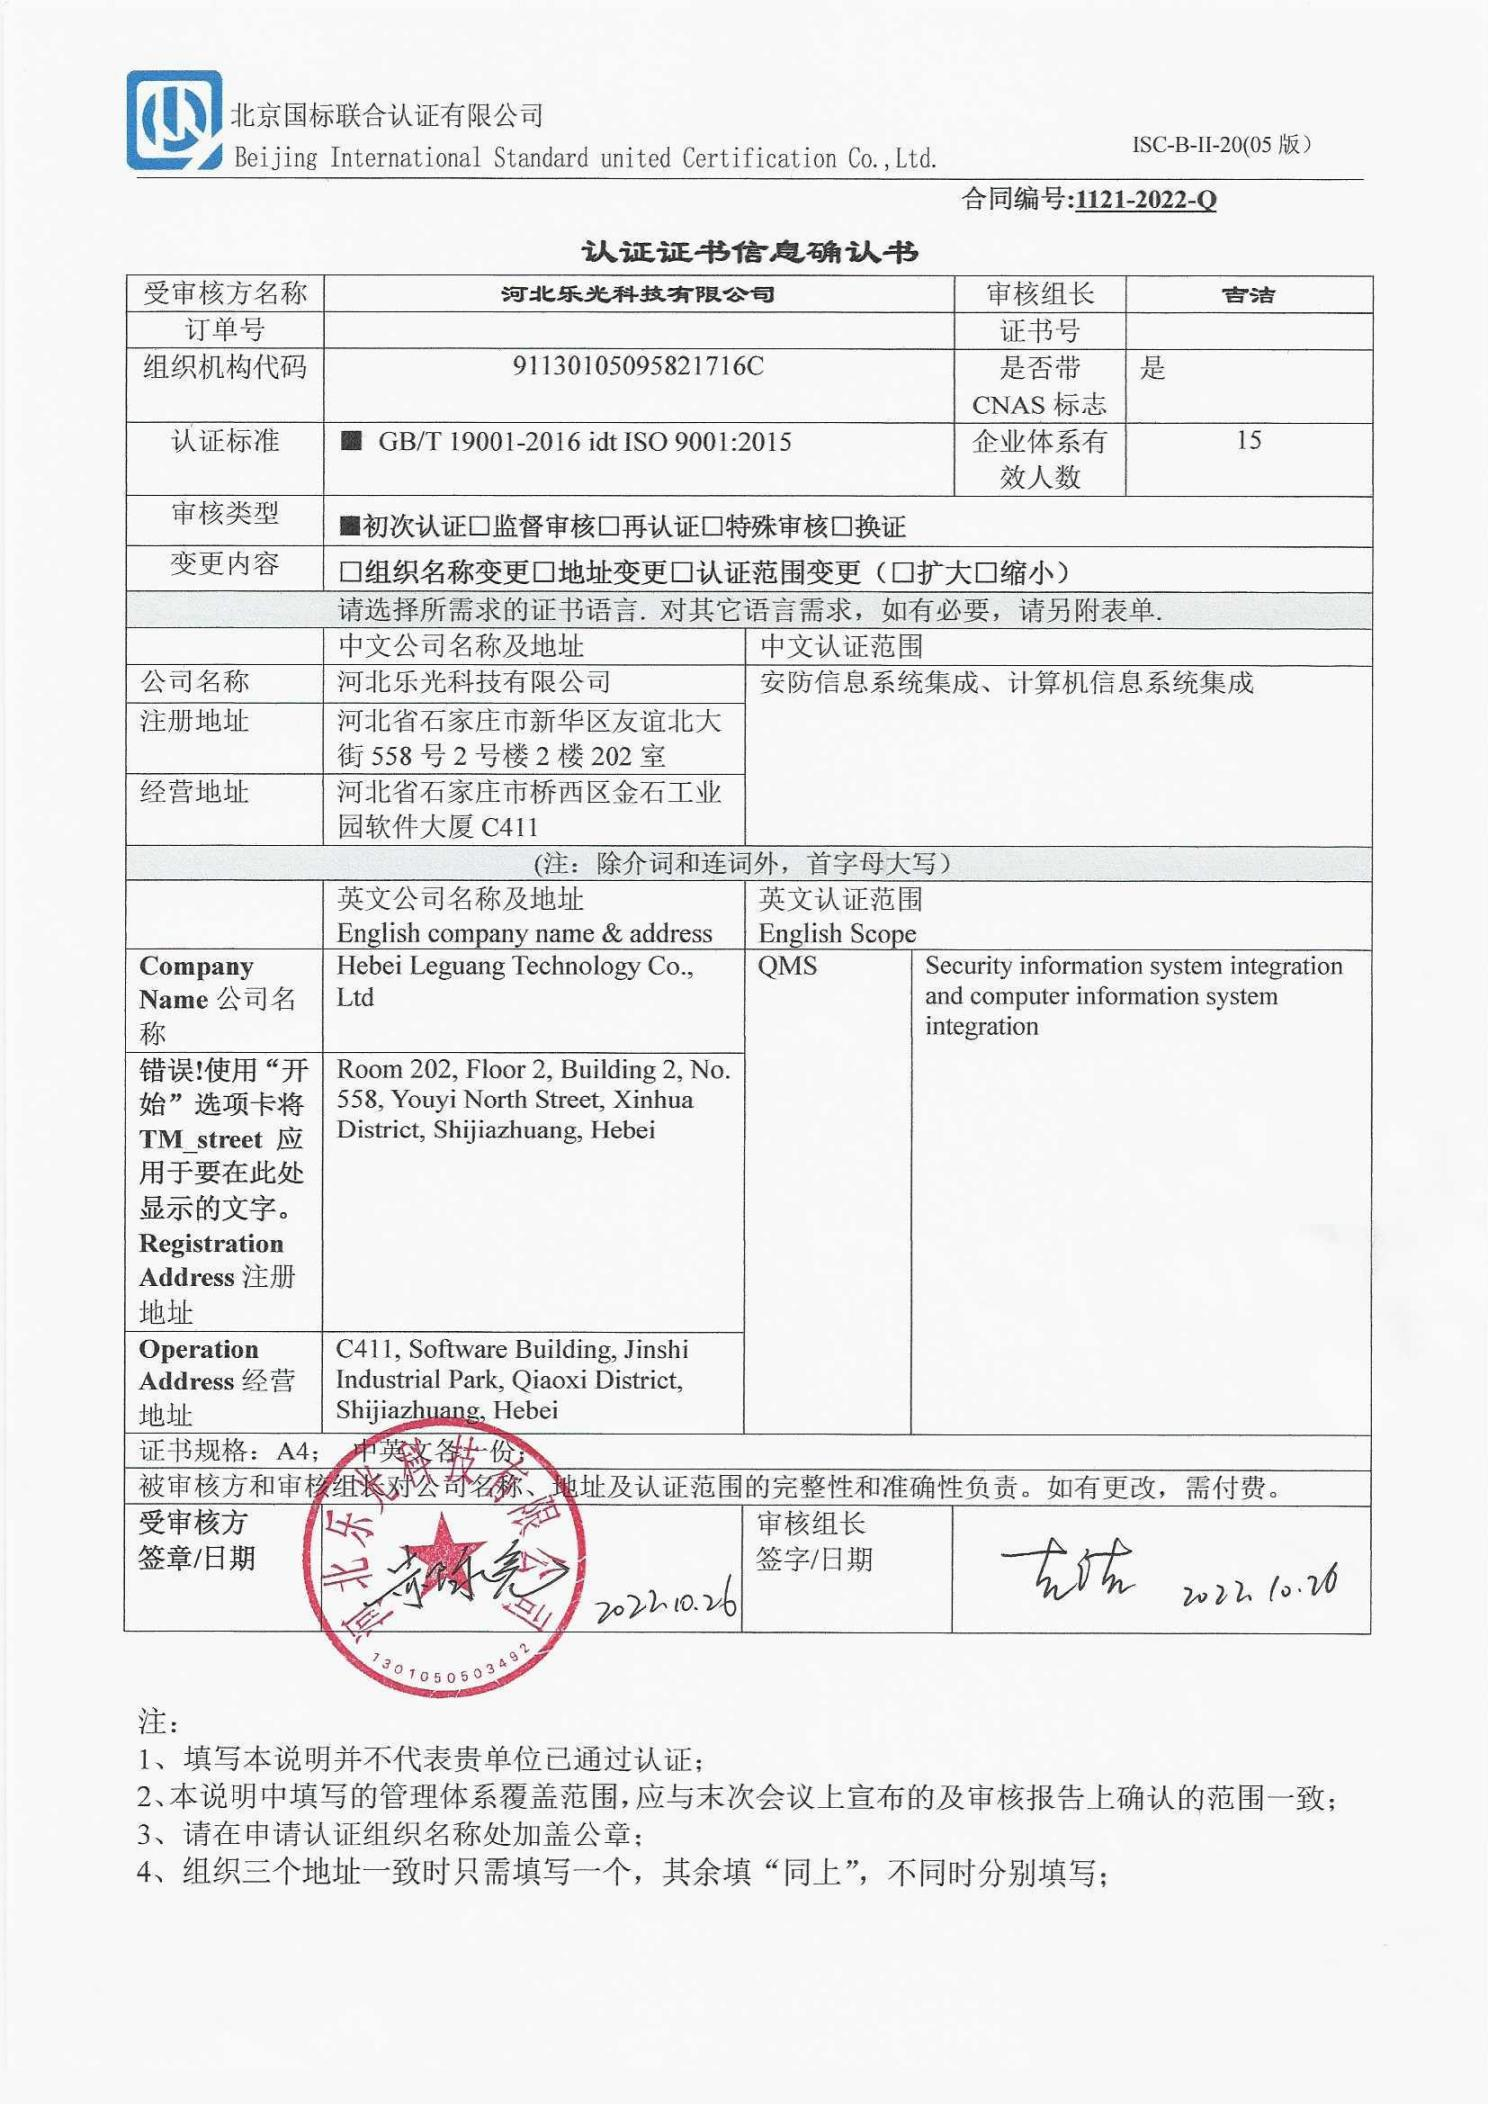 北京国标联合认证有限公司
Beijing International Standard united Certification Co.,Ltd.
ISC-B-II-20(05 版）
合同编号:1121-2022-Q
认证证书信息确认书
受审核方名称 河北乐光科技有限公司 审核组长 吉洁
订单号 证书号
组织机构代码 91130105095821716C 是否带 是
CNAS 标志
认证标准 ■ GB/T 19001-2016 idt ISO 9001:2015 企业体系有 15
效人数
审核类型 ■初次认证□监督审核□再认证□特殊审核□换证
变更内容 □组织名称变更□地址变更□认证范围变更（□扩大□缩小）
请选择所需求的证书语言. 对其它语言需求，如有必要，请另附表单.
中文公司名称及地址 中文认证范围
公司名称 河北乐光科技有限公司 安防信息系统集成、计算机信息系统集成
注册地址 河北省石家庄市新华区友谊北大
街 558 号 2 号楼 2 楼 202 室
经营地址 河北省石家庄市桥西区金石工业
园软件大厦 C411
(注：除介词和连词外，首字母大写）
英文公司名称及地址 英文认证范围
English company name & address English Scope
Company Hebei Leguang Technology Co., QMS Security information system integration
Name 公司名 Ltd and computer information system
称 integration
错误!使用“开 Room 202, Floor 2, Building 2, No.
始”选项卡将 558, Youyi North Street, Xinhua
TM_street 应 District, Shijiazhuang, Hebei
用于要在此处
显示的文字。
Registration
Address 注册
地址
Operation C411, Software Building, Jinshi
Address 经营 Industrial Park, Qiaoxi District,
地址 Shijiazhuang, Hebei
证书规格：A4； 中英文各一份；
被审核方和审核组长对公司名称、地址及认证范围的完整性和准确性负责。如有更改，需付费。
受审核方 审核组长
签章/日期 签字/日期
吉洁 2022.10.26
2022.10.26
河北乐光科技有限公司
1301050503492
注：
1、填写本说明并不代表贵单位已通过认证；
2、本说明中填写的管理体系覆盖范围，应与末次会议上宣布的及审核报告上确认的范围一致；
3、请在申请认证组织名称处加盖公章；
4、组织三个地址一致时只需填写一个，其余填“同上”，不同时分别填写；